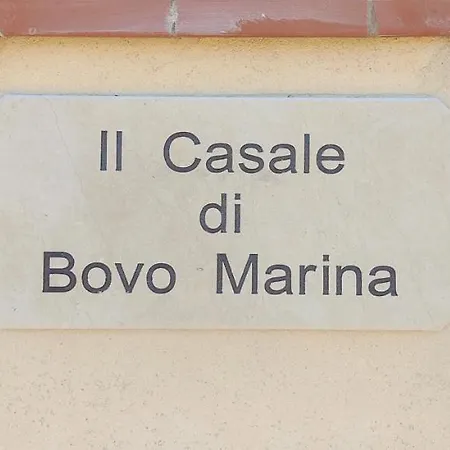 Il Casale
di
Bovo Marina